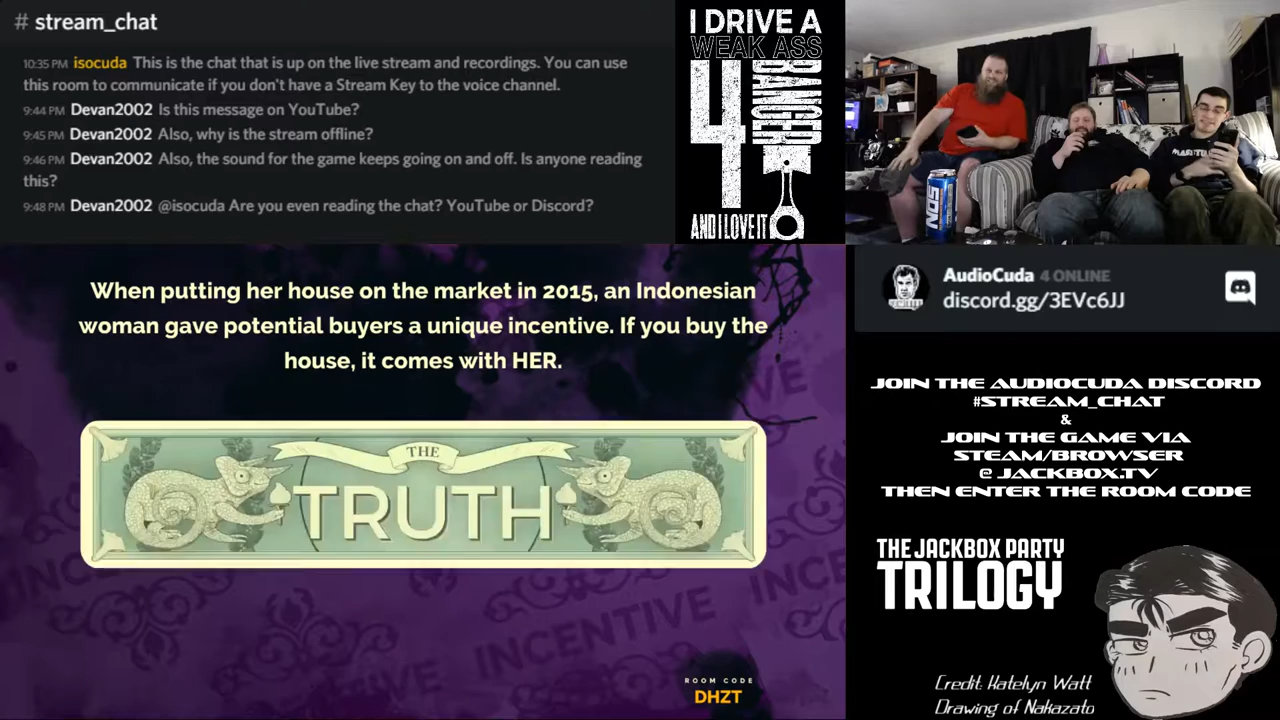 # stream_chat
10:35 PM isocuda This is the chat that is up on the live stream and recordings. You can use
this room to communicate if you don't have a Stream Key to the voice channel.
9:44 PM Devan2002 Is this message on YouTube?
9:45 PM Devan2002 Also, why is the stream offline?
9:46 PM Devan2002 Also, the sound for the game keeps going on and off. Is anyone reading
this?
9:48 PM Devan2002 @isocuda Are you even reading the chat? YouTube or Discord?
I DRIVE A
WEAK ASS
4 BANGER
AND I LOVE IT
When putting her house on the market in 2015, an Indonesian
woman gave potential buyers a unique incentive. If you buy the
house, it comes with HER.
THE
TRUTH
INCENTIVE
ROOM CODE
DHZT
AudioCuda 4 ONLINE
discord.gg/3EVc6JJ
JOIN THE AUDIOCUDA DISCORD
#STREAM_CHAT
&
JOIN THE GAME VIA
STEAM/BROWSER
@ JACKBOX.TV
THEN ENTER THE ROOM CODE
THE JACKBOX PARTY
TRILOGY
Credit: Katelyn Watt
Drawing of Nakazato